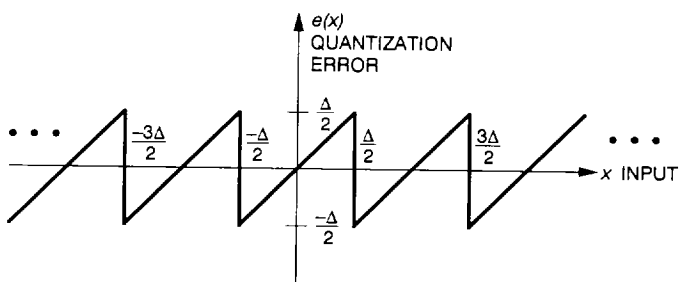 e(x)
QUANTIZATION
ERROR
Δ/2
-3Δ/2
-Δ/2
Δ/2
3Δ/2
x INPUT
-Δ/2